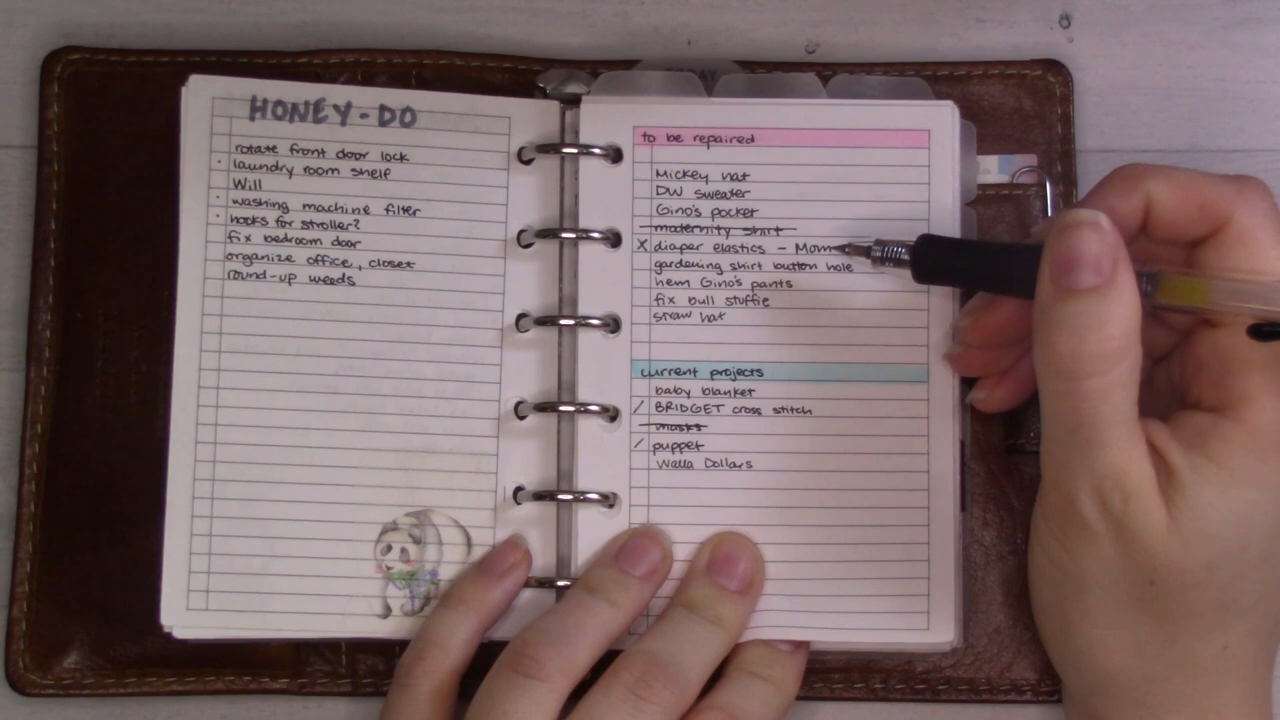 HONEY-DO
rotate front door lock
· laundry room shelf
Will
· washing machine filter
· hooks for stroller?
fix bedroom door
organize office, closet
round-up weeds
to be repaired
Mickey hat
DW sweater
Gino's pocket
maternity shirt
X diaper elastics - Mom
gardening shirt button hole
hem Gino's pants
fix bull stuffie
straw hat
current projects
baby blanket
/ BRIDGET cross stitch
masks
/ puppet
Walla Dollars